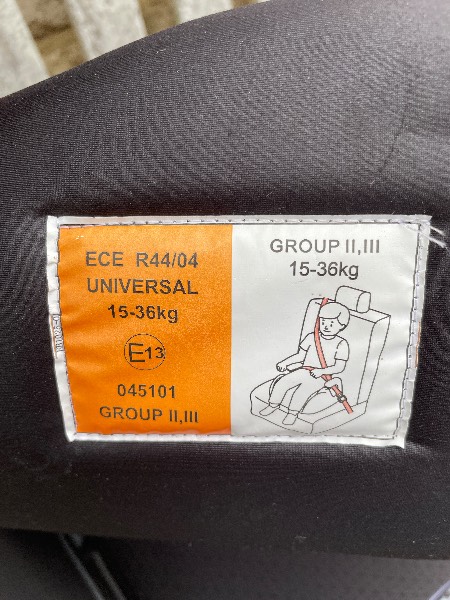 ECE R44/04
UNIVERSAL
15-36kg
E13
045101
GROUP II,III
GROUP II,III
15-36kg